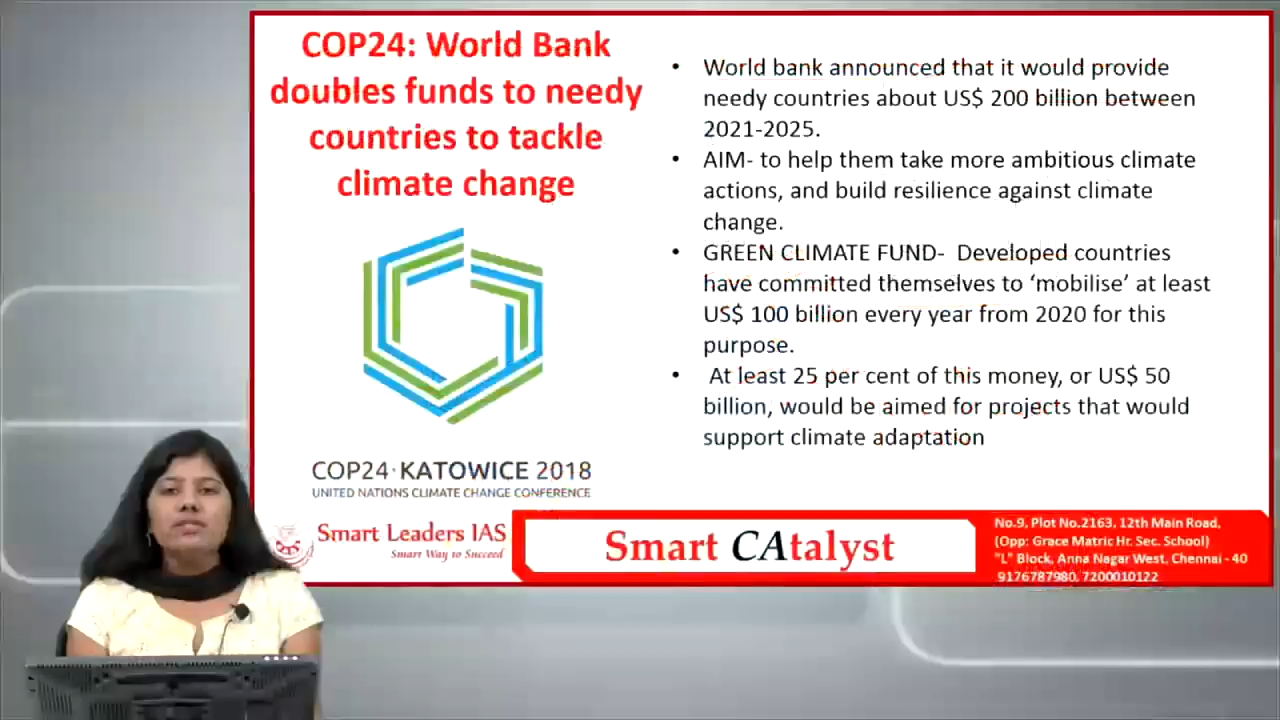 COP24: World Bank
doubles funds to needy
countries to tackle
climate change
COP24·KATOWICE 2018
UNITED NATIONS CLIMATE CHANGE CONFERENCE
• World bank announced that it would provide
needy countries about US$ 200 billion between
2021-2025.
• AIM- to help them take more ambitious climate
actions, and build resilience against climate
change.
• GREEN CLIMATE FUND- Developed countries
have committed themselves to ‘mobilise’ at least
US$ 100 billion every year from 2020 for this
purpose.
• At least 25 per cent of this money, or US$ 50
billion, would be aimed for projects that would
support climate adaptation
Smart Leaders IAS
Smart Way to Succeed
Smart CAtalyst
No.9, Plot No.2163, 12th Main Road,
(Opp: Grace Matric Hr. Sec. School)
"L" Block, Anna Nagar West, Chennai - 40
9176787980, 7200010122